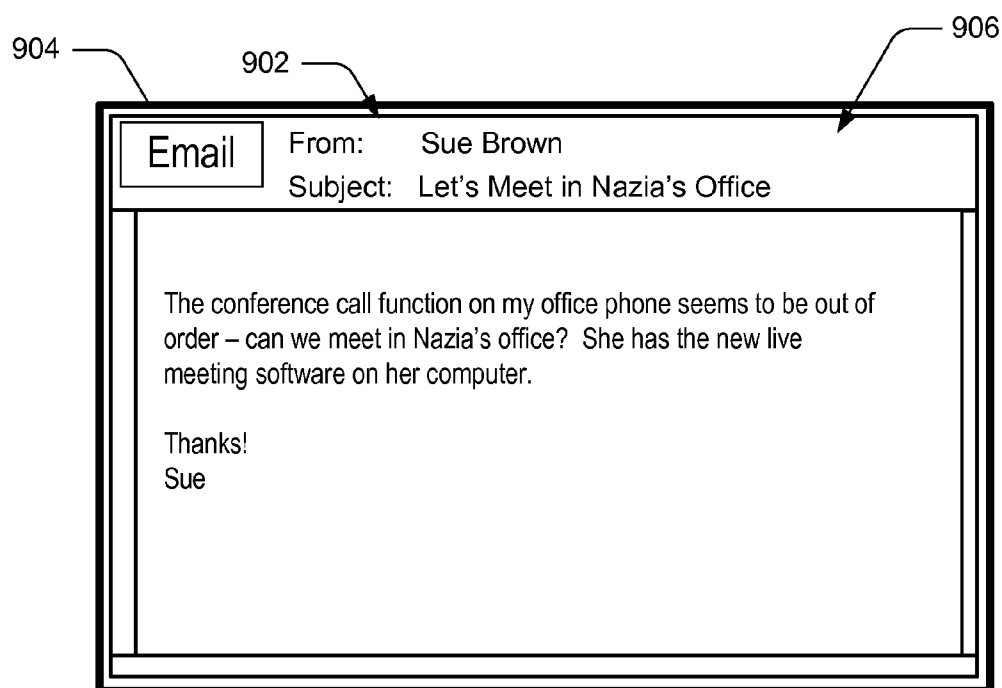 904
902
906
Email
From: Sue Brown
Subject: Let's Meet in Nazia's Office
The conference call function on my office phone seems to be out of
order – can we meet in Nazia's office? She has the new live
meeting software on her computer.
Thanks!
Sue